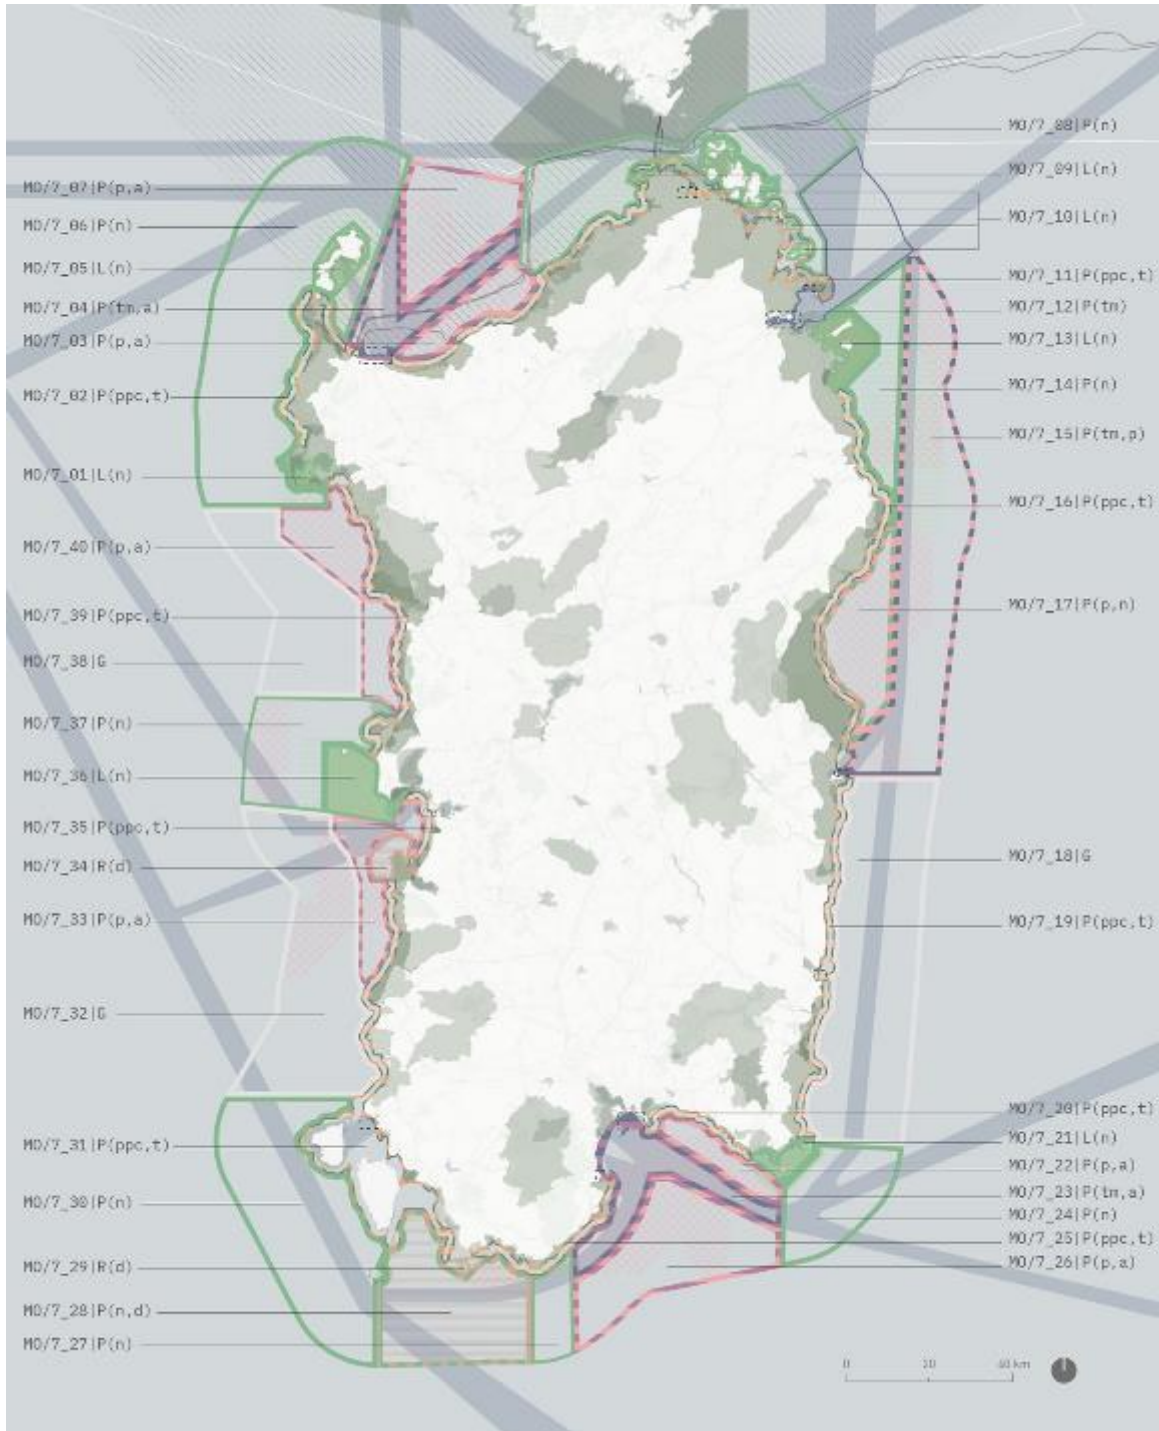 MO/7_07|P(p,a)
MO/7_06|P(n)
MO/7_05|L(n)
MO/7_04|P(tm,a)
MO/7_03|P(p,a)
MO/7_02|P(ppc,t)
MO/7_01|L(n)
MO/7_40|P(p,a)
MO/7_39|P(ppc,t)
MO/7_38|G
MO/7_37|P(n)
MO/7_36|L(n)
MO/7_35|P(ppc,t)
MO/7_34|R(d)
MO/7_33|P(p,a)
MO/7_32|G
MO/7_31|P(ppc,t)
MO/7_30|P(n)
MO/7_29|R(d)
MO/7_28|P(n,d)
MO/7_27|P(n)
MO/7_08|P(n)
MO/7_09|L(n)
MO/7_10|L(n)
MO/7_11|P(ppc,t)
MO/7_12|P(tm)
MO/7_13|L(n)
MO/7_14|P(n)
MO/7_15|P(tm,p)
MO/7_16|P(ppc,t)
MO/7_17|P(p,n)
MO/7_18|G
MO/7_19|P(ppc,t)
MO/7_20|P(ppc,t)
MO/7_21|L(n)
MO/7_22|P(p,a)
MO/7_23|P(tm,a)
MO/7_24|P(n)
MO/7_25|P(ppc,t)
MO/7_26|P(p,a)
0 20 40 km